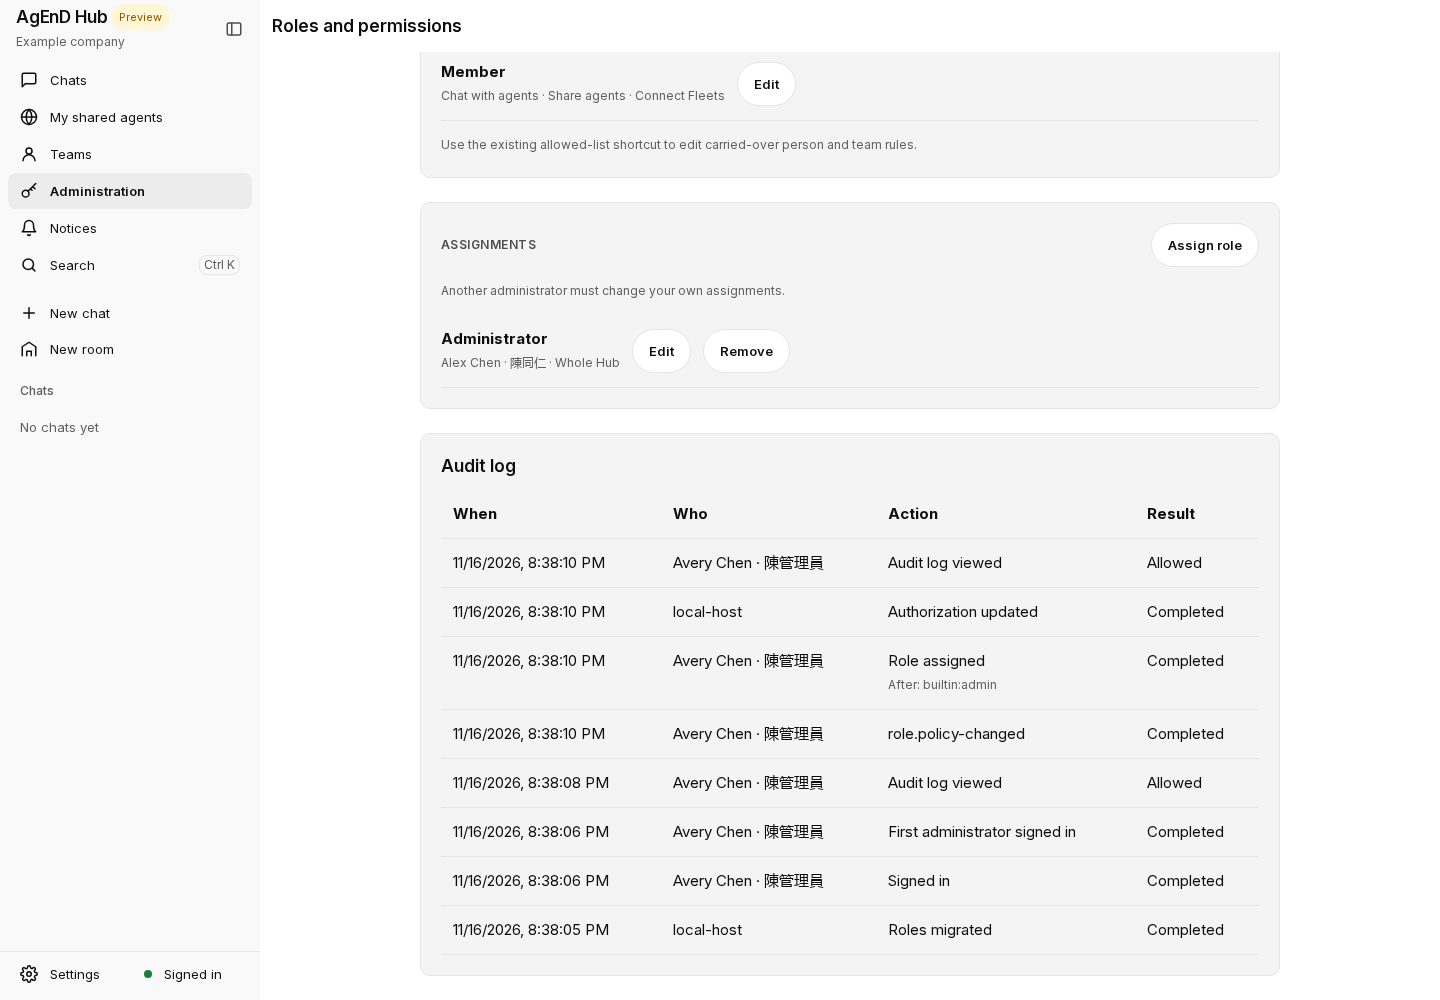 AgEnD Hub Preview
Example company
Chats
My shared agents
Teams
Administration
Notices
Search Ctrl K
New chat
New room
Chats
No chats yet
Settings Signed in
Roles and permissions
Member
Chat with agents · Share agents · Connect Fleets
Edit
Use the existing allowed-list shortcut to edit carried-over person and team rules.
ASSIGNMENTS
Assign role
Another administrator must change your own assignments.
Administrator
Alex Chen · 陳同仁 · Whole Hub
Edit Remove
Audit log
When Who Action Result
11/16/2026, 8:38:10 PM Avery Chen · 陳管理員 Audit log viewed Allowed
11/16/2026, 8:38:10 PM local-host Authorization updated Completed
11/16/2026, 8:38:10 PM Avery Chen · 陳管理員 Role assigned Completed
After: builtin:admin
11/16/2026, 8:38:10 PM Avery Chen · 陳管理員 role.policy-changed Completed
11/16/2026, 8:38:08 PM Avery Chen · 陳管理員 Audit log viewed Allowed
11/16/2026, 8:38:06 PM Avery Chen · 陳管理員 First administrator signed in Completed
11/16/2026, 8:38:06 PM Avery Chen · 陳管理員 Signed in Completed
11/16/2026, 8:38:05 PM local-host Roles migrated Completed